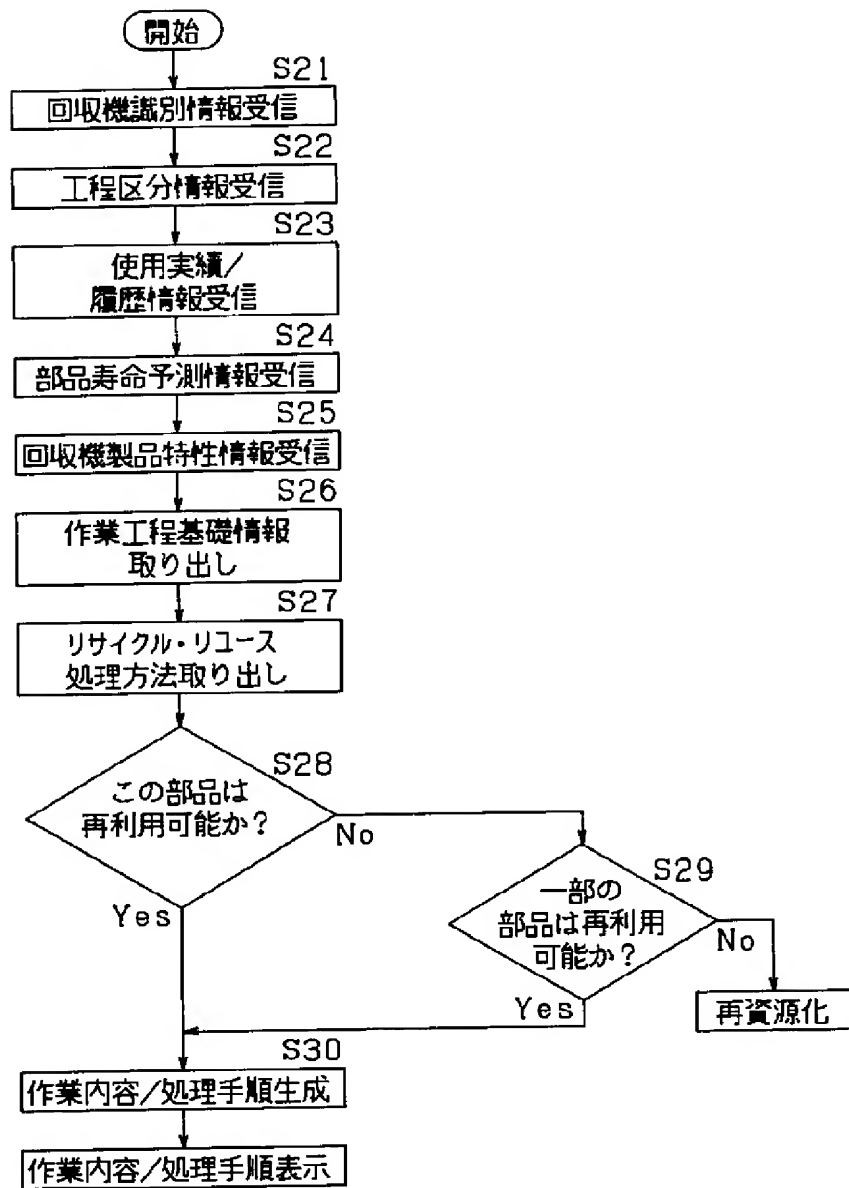 開始
S21
回収機識別情報受信
S22
工程区分情報受信
S23
使用実績/
履歴情報受信
S24
部品寿命予測情報受信
S25
回収機製品特性情報受信
S26
作業工程基礎情報
取り出し
S27
リサイクル・リユース
処理方法取り出し
S28
この部品は
再利用可能か?
No
Yes
S29
一部の
部品は再利用
可能か?
No
Yes
再資源化
S30
作業内容/処理手順生成
作業内容/処理手順表示